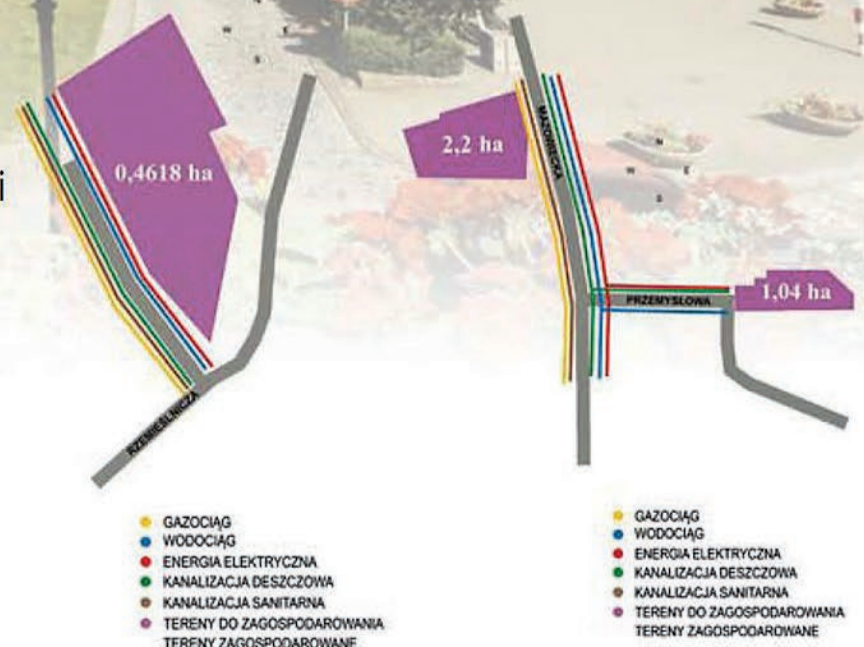 N
W E
S
i
0,4618 ha
RZEMIEŚLNICZA
GAZOCIĄG
WODOCIĄG
ENERGIA ELEKTRYCZNA
KANALIZACJA DESZCZOWA
KANALIZACJA SANITARNA
TERENY DO ZAGOSPODAROWANIA
TERENY ZAGOSPODAROWANE
2,2 ha
MAZOWIECKA
N
W E
S
PRZEMYSŁOWA
1,04 ha
GAZOCIĄG
WODOCIĄG
ENERGIA ELEKTRYCZNA
KANALIZACJA DESZCZOWA
KANALIZACJA SANITARNA
TERENY DO ZAGOSPODAROWANIA
TERENY ZAGOSPODAROWANE